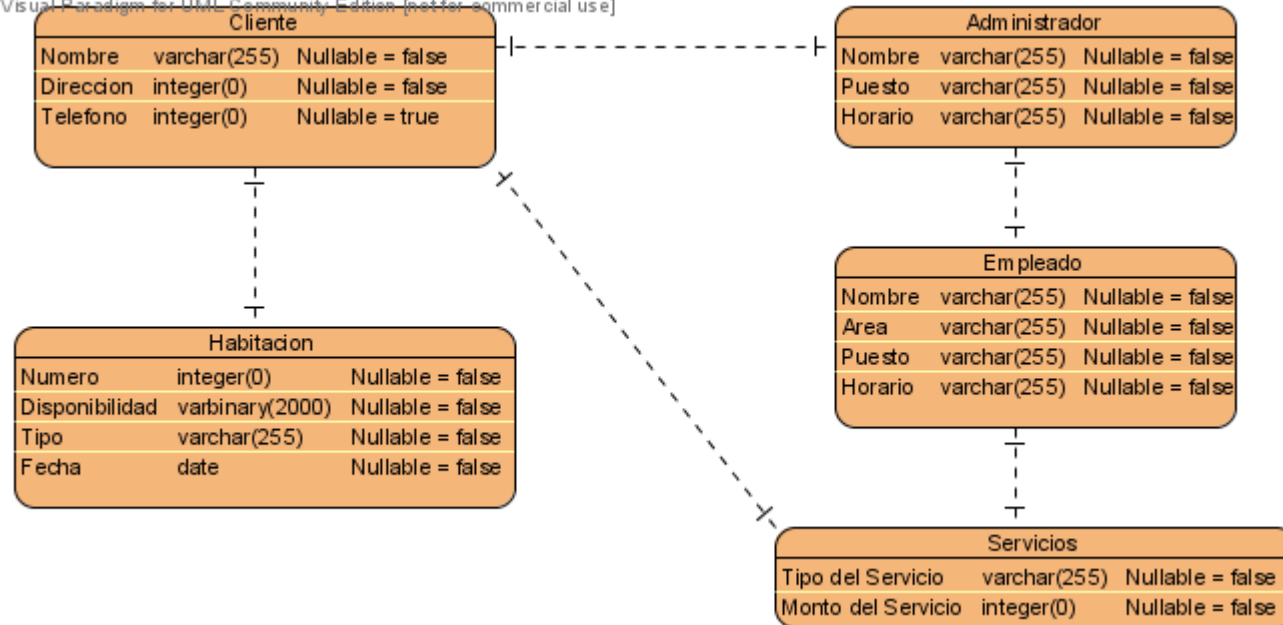 Visual Paradigm for UML Community Edition [not for commercial use]
Cliente
Nombre varchar(255) Nullable = false
Direccion integer(0) Nullable = false
Telefono integer(0) Nullable = true
Administrador
Nombre varchar(255) Nullable = false
Puesto varchar(255) Nullable = false
Horario varchar(255) Nullable = false
Habitacion
Numero integer(0) Nullable = false
Disponibilidad varbinary(2000) Nullable = false
Tipo varchar(255) Nullable = false
Fecha date Nullable = false
Empleado
Nombre varchar(255) Nullable = false
Area varchar(255) Nullable = false
Puesto varchar(255) Nullable = false
Horario varchar(255) Nullable = false
Servicios
Tipo del Servicio varchar(255) Nullable = false
Monto del Servicio integer(0) Nullable = false